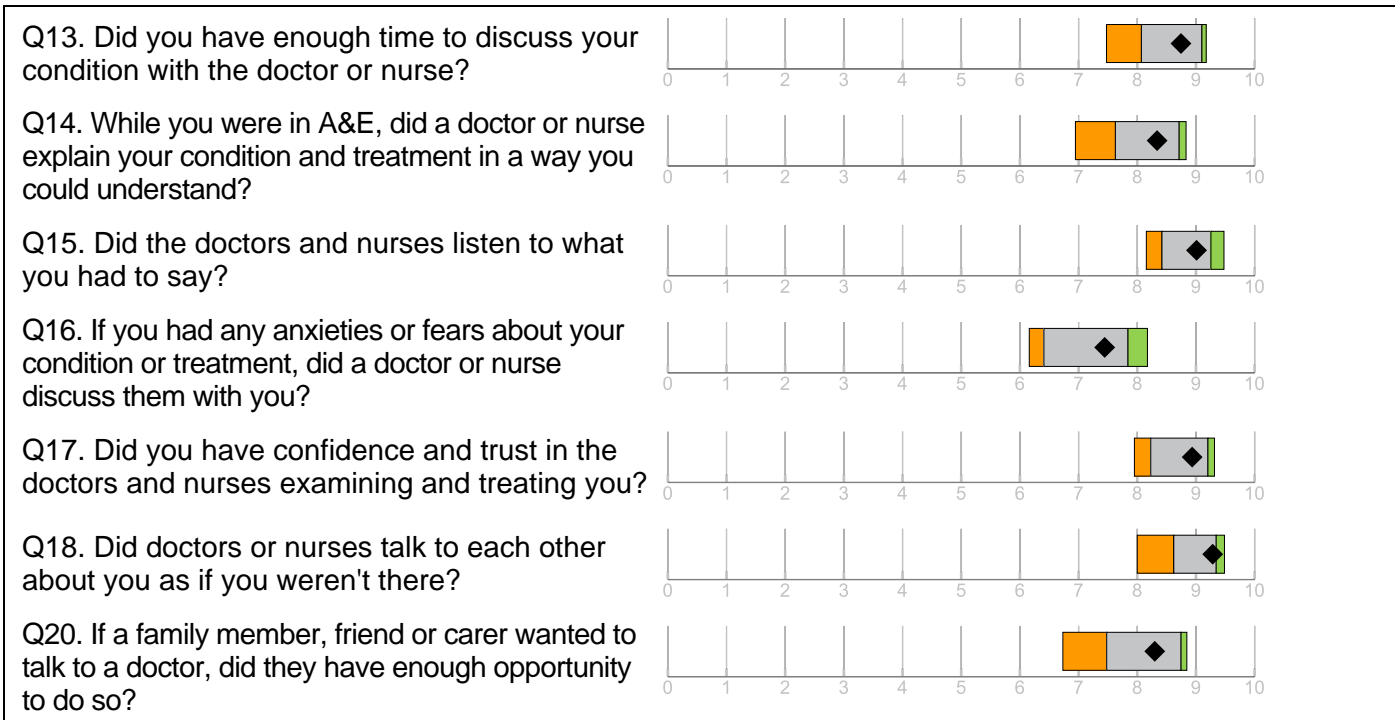 Q13. Did you have enough time to discuss your
condition with the doctor or nurse?
0 1 2 3 4 5 6 7 8 9 10
Q14. While you were in A&E, did a doctor or nurse
explain your condition and treatment in a way you
could understand?
0 1 2 3 4 5 6 7 8 9 10
Q15. Did the doctors and nurses listen to what
you had to say?
0 1 2 3 4 5 6 7 8 9 10
Q16. If you had any anxieties or fears about your
condition or treatment, did a doctor or nurse
discuss them with you?
0 1 2 3 4 5 6 7 8 9 10
Q17. Did you have confidence and trust in the
doctors and nurses examining and treating you?
0 1 2 3 4 5 6 7 8 9 10
Q18. Did doctors or nurses talk to each other
about you as if you weren't there?
0 1 2 3 4 5 6 7 8 9 10
Q20. If a family member, friend or carer wanted to
talk to a doctor, did they have enough opportunity
to do so?
0 1 2 3 4 5 6 7 8 9 10